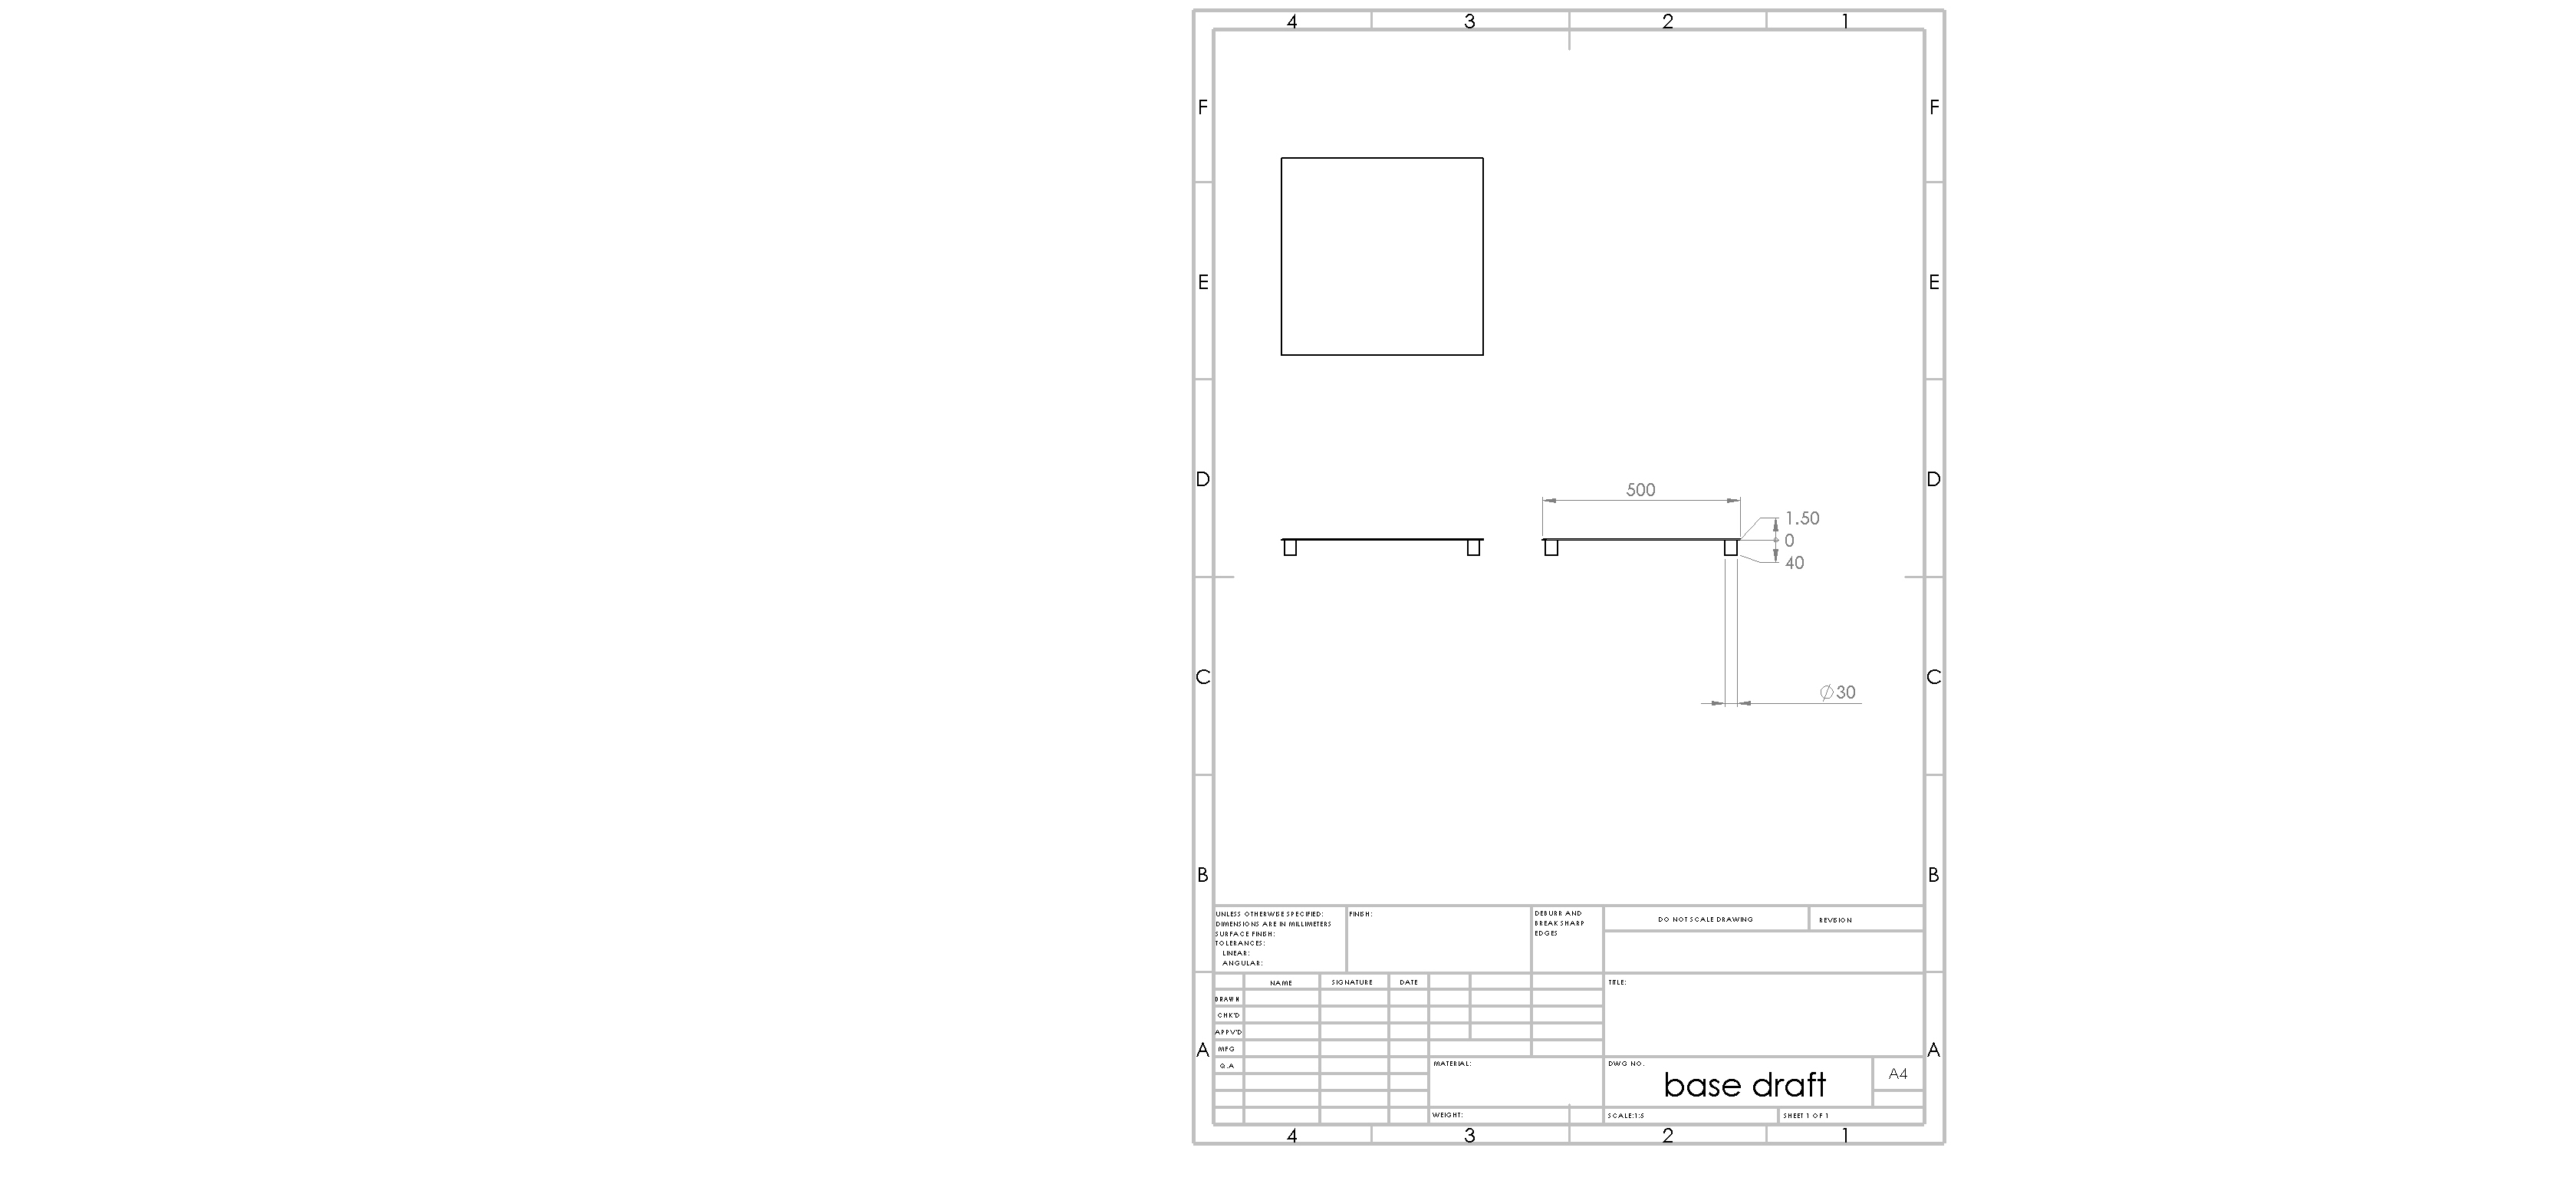 4 3 2 1
F F
E E
D D
500
1.50
0
40
C C
∅30
B B
UNLESS OTHERWISE SPECIFIED:
DIMENSIONS ARE IN MILLIMETERS
SURFACE FINISH:
TOLERANCES:
LINEAR:
ANGULAR:
FINISH:
DEBURR AND
BREAK SHARP
EDGES
DO NOT SCALE DRAWING
REVISION
NAME SIGNATURE DATE
TITLE:
DRAWN
CHK'D
APPV'D
MFG
A A
Q.A
MATERIAL:
DWG NO.
base draft
A4
WEIGHT:
SCALE:1:5
SHEET 1 OF 1
4 3 2 1